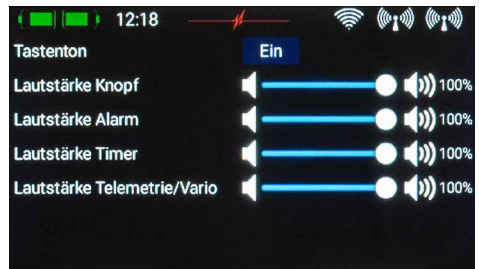 12:18
Tastenton Ein
Lautstärke Knopf 100%
Lautstärke Alarm 100%
Lautstärke Timer 100%
Lautstärke Telemetrie/Vario 100%